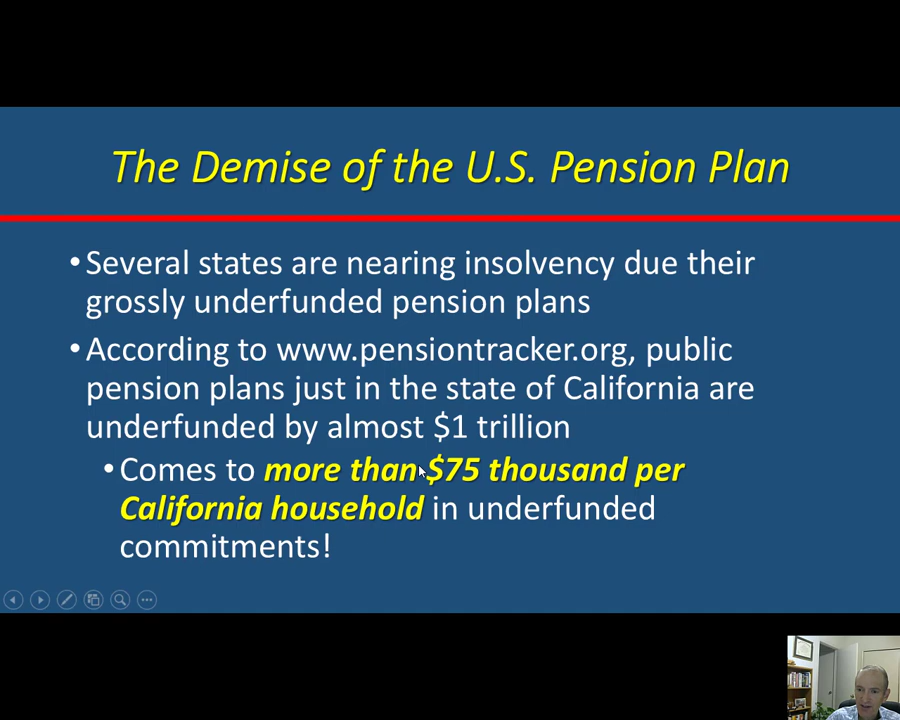 The Demise of the U.S. Pension Plan
•Several states are nearing insolvency due their
grossly underfunded pension plans
•According to www.pensiontracker.org, public
pension plans just in the state of California are
underfunded by almost $1 trillion
•Comes to more than $75 thousand per
California household in underfunded
commitments!